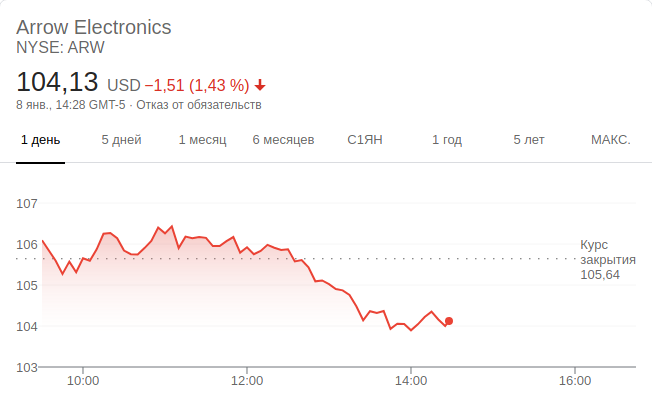 Arrow Electronics
NYSE: ARW
104,13 USD −1,51 (1,43 %)
8 янв., 14:28 GMT-5 · Отказ от обязательств
1 день 5 дней 1 месяц 6 месяцев С1ЯН 1 год 5 лет МАКС.
107
106
105
104
103
Курс
закрытия
105,64
10:00 12:00 14:00 16:00